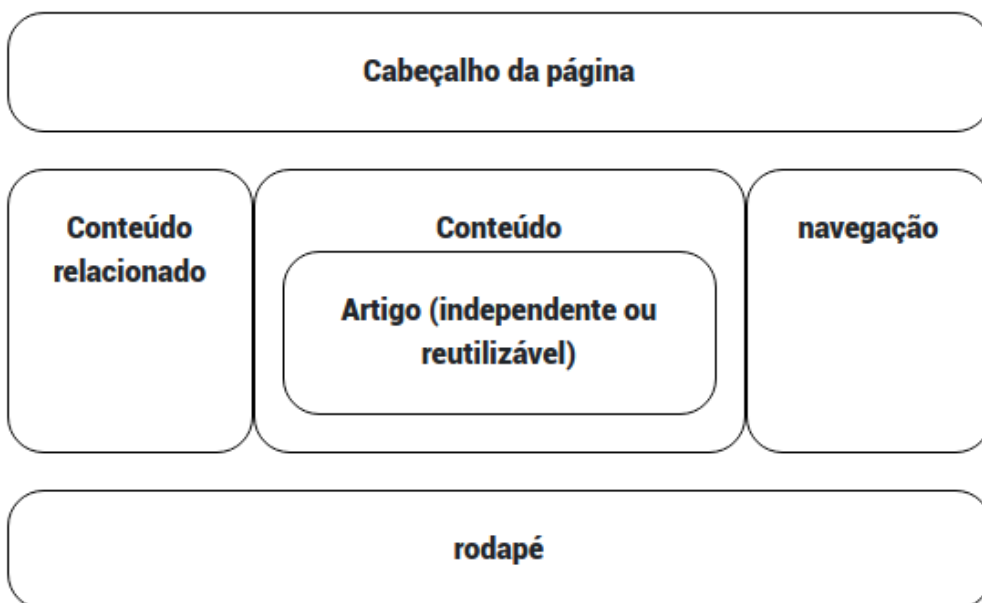 Cabeçalho da página
Conteúdo
relacionado
Conteúdo
Artigo (independente ou
reutilizável)
navegação
rodapé